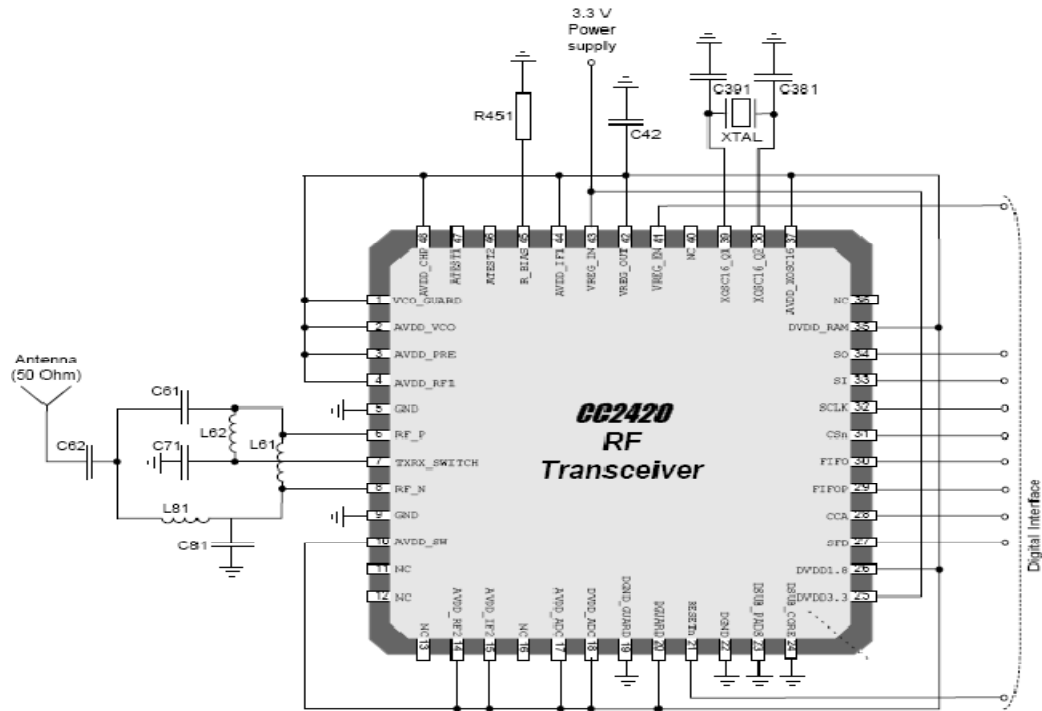 3.3 V
Power
supply
C391
C381
R451
C42
XTAL
48
47
46
45
44
43
42
41
40
39
38
37
AVDD_CHP
ATEST1
ATEST2
R_BIAS
AVDD_IF1
VREG_IN
VREG_OUT
VREG_EN
NC
XOSC16_Q1
XOSC16_Q2
AVDD_XOSC16
1 VCO_GUARD
2 AVDD_VCO
3 AVDD_PRE
4 AVDD_RF1
5 GND
6 RF_P
7 TXRX_SWITCH
8 RF_N
9 GND
10 AVDD_SW
11 NC
12 NC
Antenna
(50 Ohm)
C61
L62
L61
C62
C71
L81
C81
CC2420
RF
Transceiver
NC 36
DVDD_RAM 35
SO 34
SI 33
SCLK 32
CSn 31
FIFO 30
FIFOP 29
CCA 28
SFD 27
DVDD1.8 26
DVDD3.3 25
Digital Interface
NC 13
AVDD_RF2 14
AVDD_IF2 15
NC 16
AVDD_ADC 17
DVDD_ADC 18
DGND_GUARD 19
DGUARD 20
RESETn 21
DGND 22
DSUB_PADS 23
DSUB_CORE 24